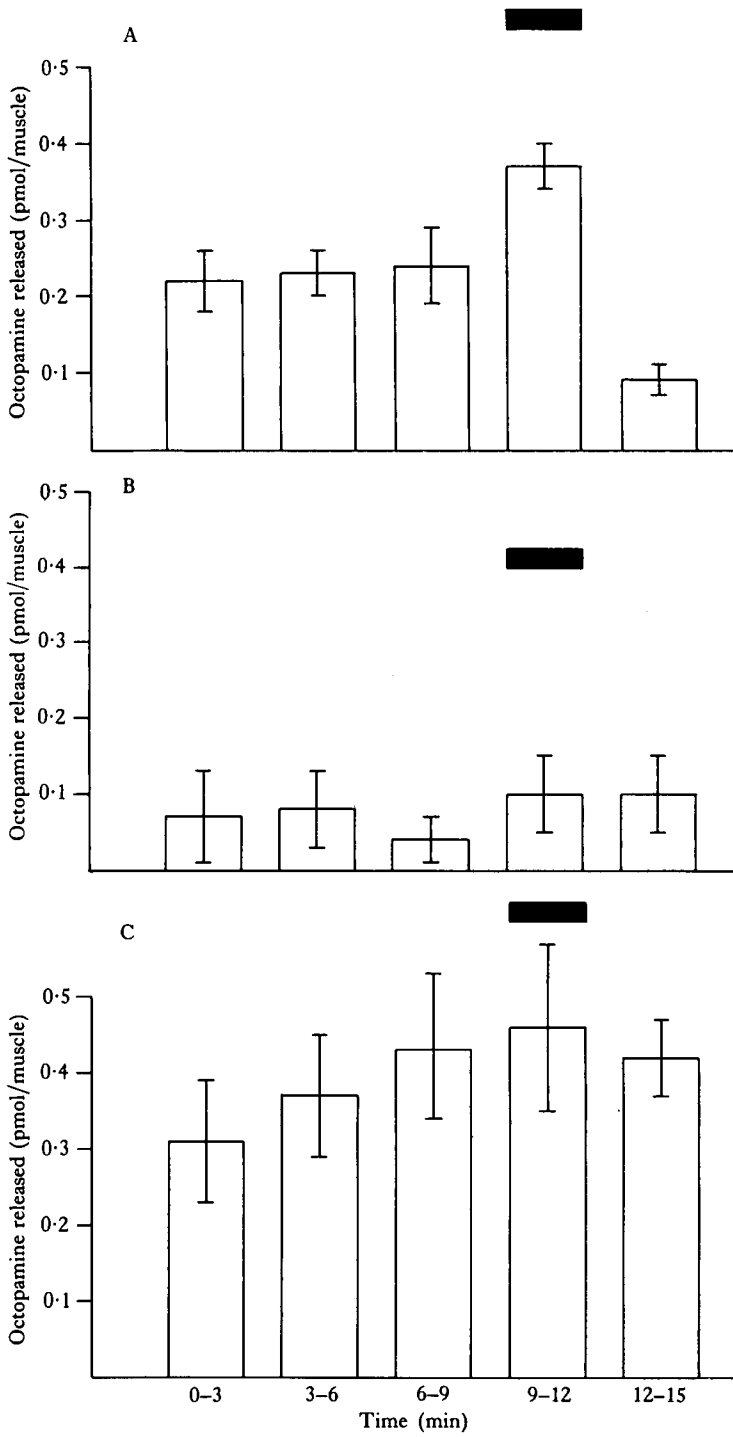 A
Octopamine released (pmol/muscle)
0·5
0·4
0·3
0·2
0·1
B
Octopamine released (pmol/muscle)
0·5
0·4
0·3
0·2
0·1
C
Octopamine released (pmol/muscle)
0·5
0·4
0·3
0·2
0·1
0–3 3–6 6–9 9–12 12–15
Time (min)